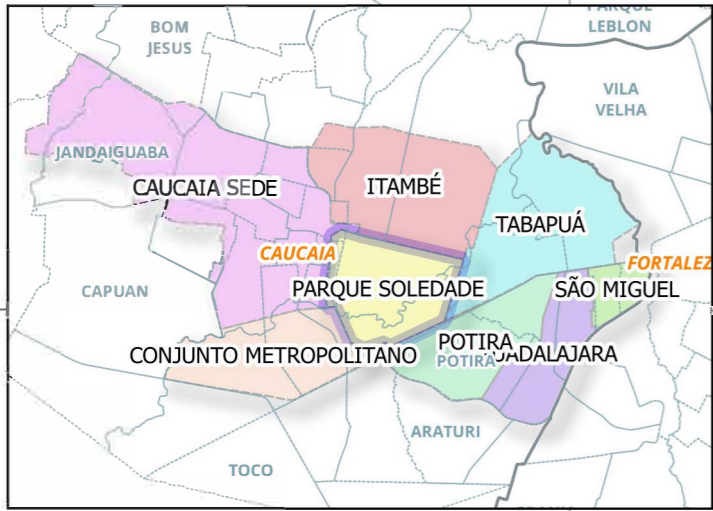 PARQUE
LEBLON
BOM
JESUS
VILA
VELHA
JANDAIGUABA
CAUCAIA SEDE
ITAMBÉ
TABAPUÁ
CAUCAIA
FORTALEZ
CAPUAN
PARQUE SOLEDADE
SÃO MIGUEL
CONJUNTO METROPOLITANO
POTIRA
UADALAJARA
POTIRA
ARATURI
TOCO